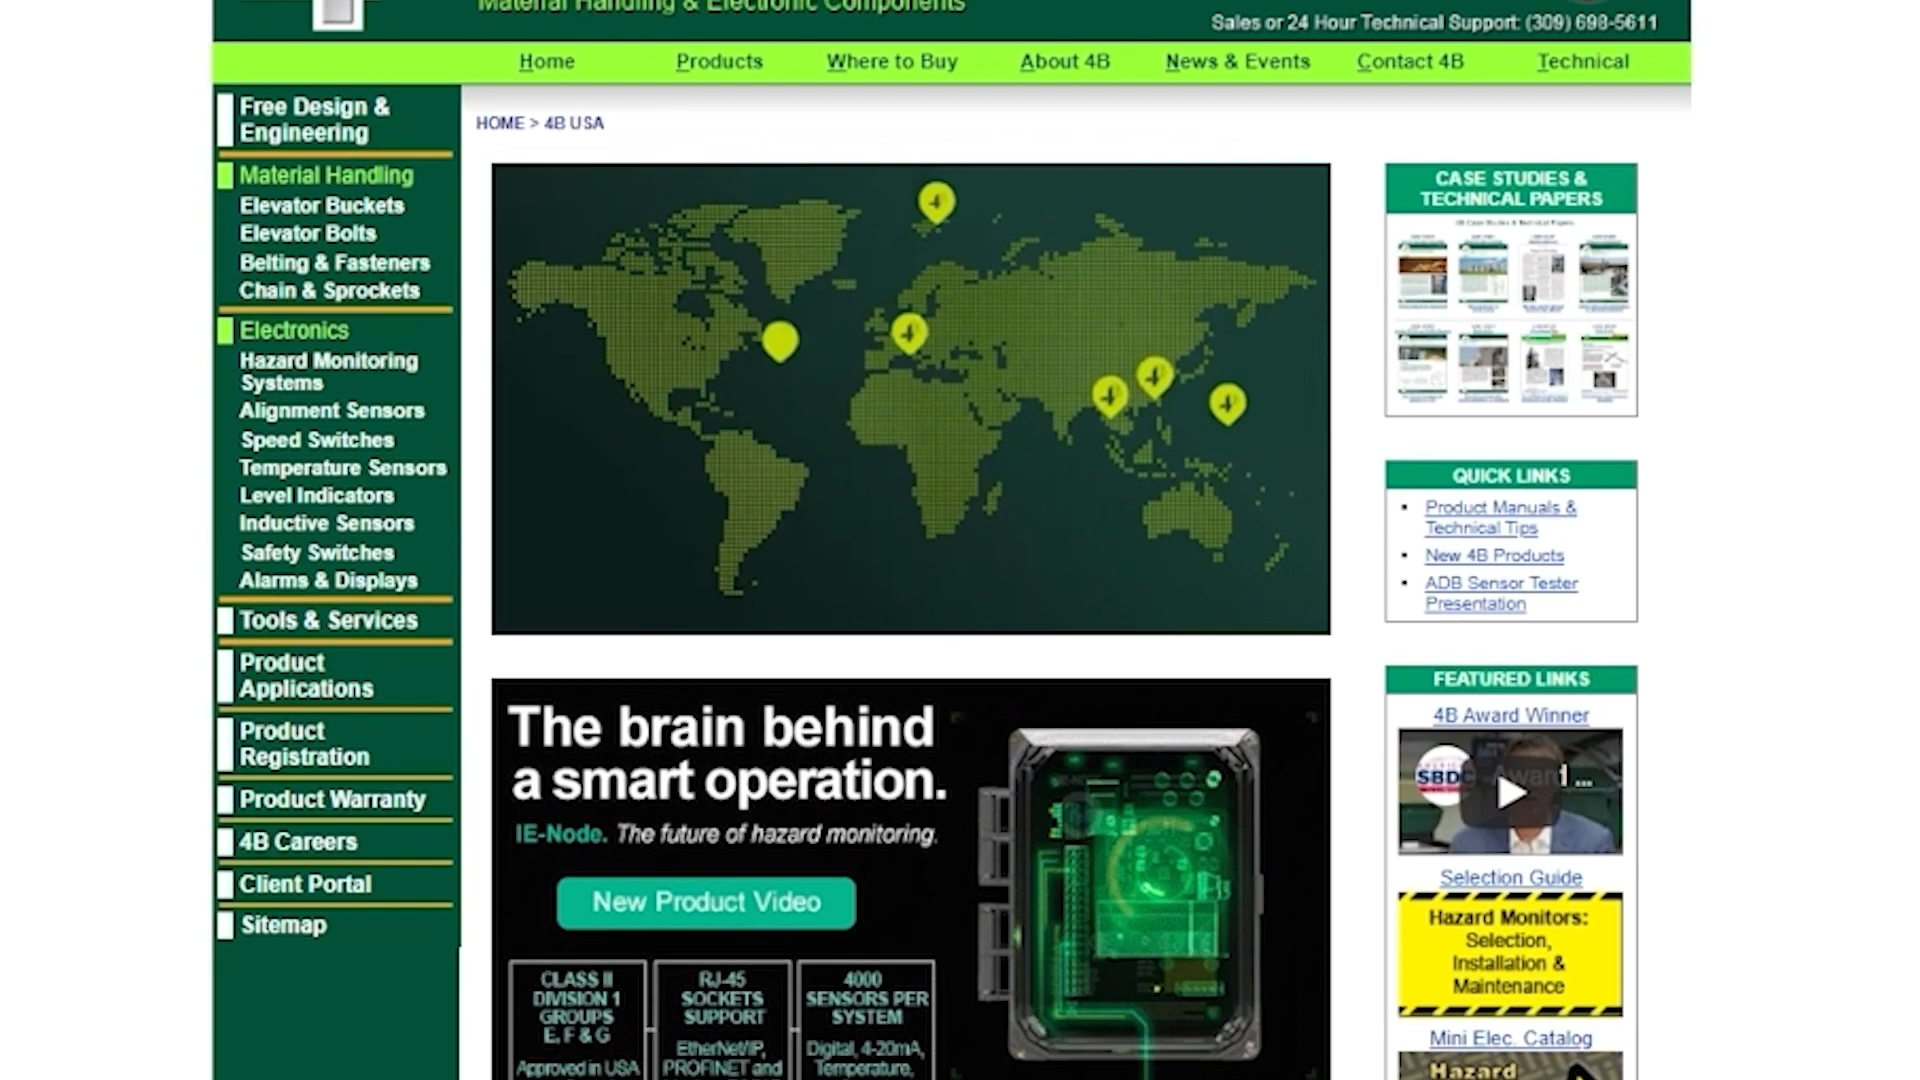 Material Handling & Electronic Components
Sales or 24 Hour Technical Support: (309) 698-5611
Home Products Where to Buy About 4B News & Events Contact 4B Technical
Free Design &
Engineering
Material Handling
Elevator Buckets
Elevator Bolts
Belting & Fasteners
Chain & Sprockets
Electronics
Hazard Monitoring
Systems
Alignment Sensors
Speed Switches
Temperature Sensors
Level Indicators
Inductive Sensors
Safety Switches
Alarms & Displays
Tools & Services
Product
Applications
Product
Registration
Product Warranty
4B Careers
Client Portal
Sitemap
HOME > 4B USA
4
4
4
4
4
The brain behind
a smart operation.
IE-Node. The future of hazard monitoring.
New Product Video
CLASS II
DIVISION 1
GROUPS
E, F & G
Approved in USA
RJ-45
SOCKETS
SUPPORT
EtherNet/IP,
PROFINET and
4000
SENSORS PER
SYSTEM
Digital, 4-20mA,
Temperature,
CASE STUDIES &
TECHNICAL PAPERS
4B Case Studies & Technical Papers
QUICK LINKS
▪ Product Manuals &
Technical Tips
▪ New 4B Products
▪ ADB Sensor Tester
Presentation
FEATURED LINKS
4B Award Winner
SBDC Award ...
Selection Guide
Hazard Monitors:
Selection,
Installation &
Maintenance
Mini Elec. Catalog
Hazard